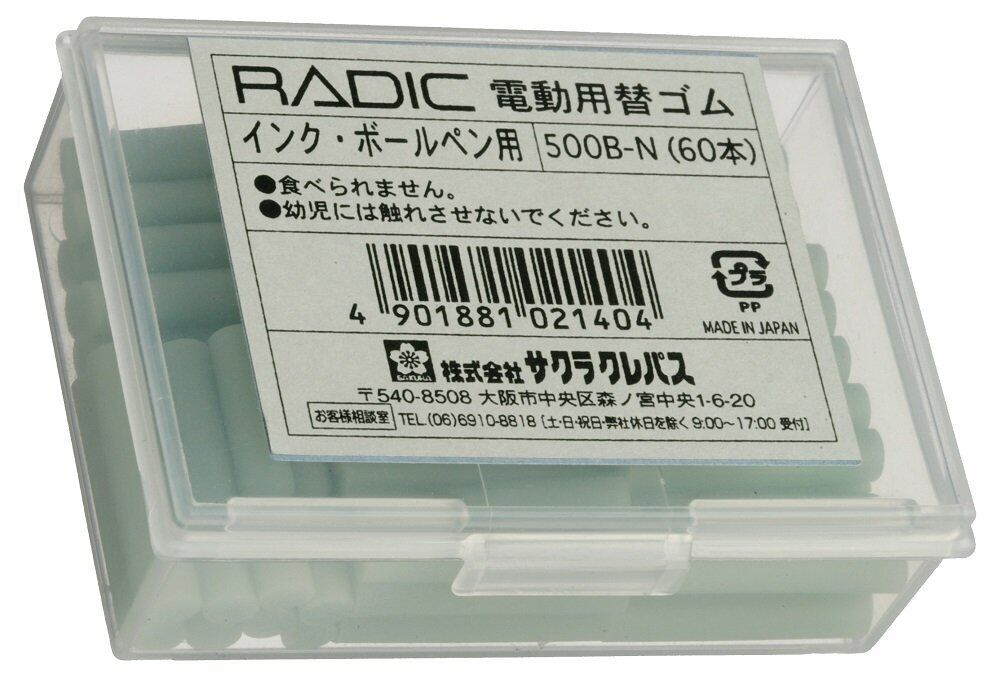 RADIC 電動用替ゴム
インク・ボールペン用 500B-N (60本)
●食べられません。
●幼児には触れさせないでください。
4 901881 021404
プラ
PP
MADE IN JAPAN
SAKURA 株式会社サクラクレパス
〒540-8508 大阪市中央区森ノ宮中央1-6-20
お客様相談室 TEL.(06)6910-8818〔土・日・祝日・弊社休日を除く 9:00~17:00 受付〕